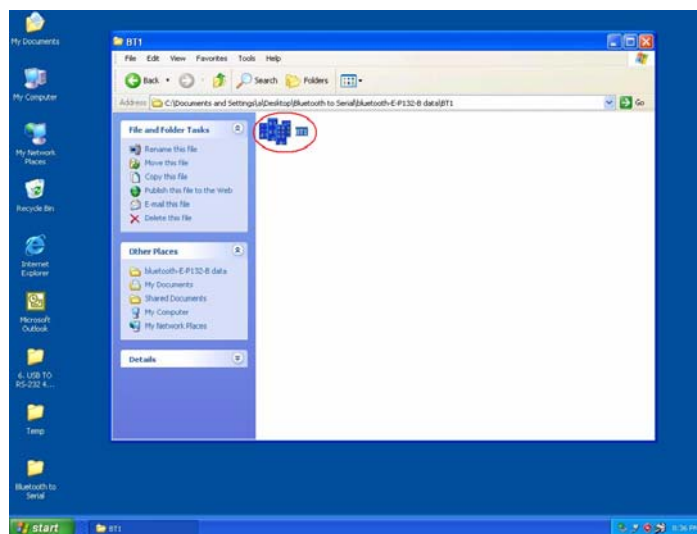 My Documents
My Computer
My Network
Places
Recycle Bin
Internet
Explorer
Microsoft
Outlook
6. USB TO
RS-232 4...
Temp
Bluetooth to
Serial
BT1
File Edit View Favorites Tools Help
Back Search Folders
Address C:\Documents and Settings\a\Desktop\Bluetooth to Serial\bluetooth-E-P132-B data\BT1 Go
File and Folder Tasks
Rename this file
Move this file
Copy this file
Publish this file to the Web
E-mail this file
Delete this file
Other Places
bluetooth-E-P132-B data
My Documents
Shared Documents
My Computer
My Network Places
Details
BT1
start
BT1
8:36 PM